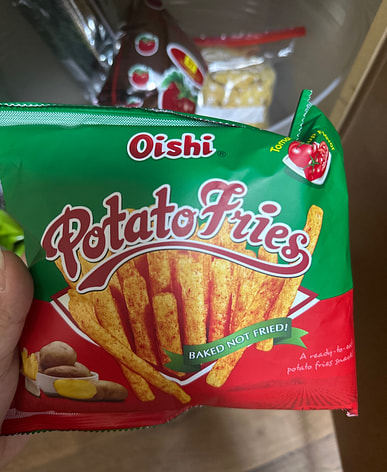 Oishi®
Potato Fries
BAKED NOT FRIED!
A ready-to-eat
potato fries snack